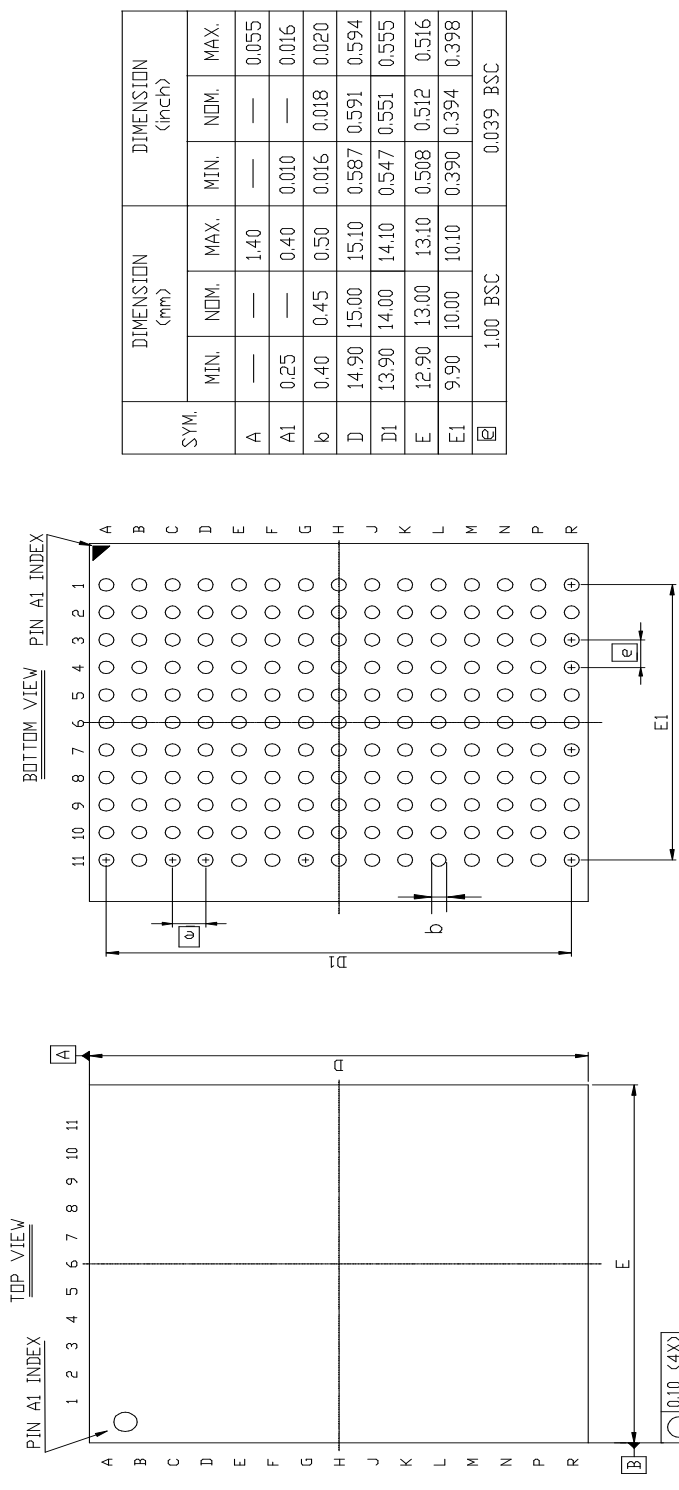 TOP VIEW
PIN A1 INDEX
1 2 3 4 5 6 7 8 9 10 11
A
B
C
D
E
F
G
H
J
K
L
M
N
P
R
A
D
E
B
0.10 (4X)
BOTTOM VIEW
PIN A1 INDEX
11 10 9 8 7 6 5 4 3 2 1
A
B
C
D
E
F
G
H
J
K
L
M
N
P
R
e
D1
b
e
E1
SYM. DIMENSION (mm) DIMENSION (inch)
MIN. NOM. MAX. MIN. NOM. MAX.
A — — 1.40 — — 0.055
A1 0.25 — 0.40 0.010 — 0.016
b 0.40 0.45 0.50 0.016 0.018 0.020
D 14.90 15.00 15.10 0.587 0.591 0.594
D1 13.90 14.00 14.10 0.547 0.551 0.555
E 12.90 13.00 13.10 0.508 0.512 0.516
E1 9.90 10.00 10.10 0.390 0.394 0.398
e 1.00 BSC 0.039 BSC